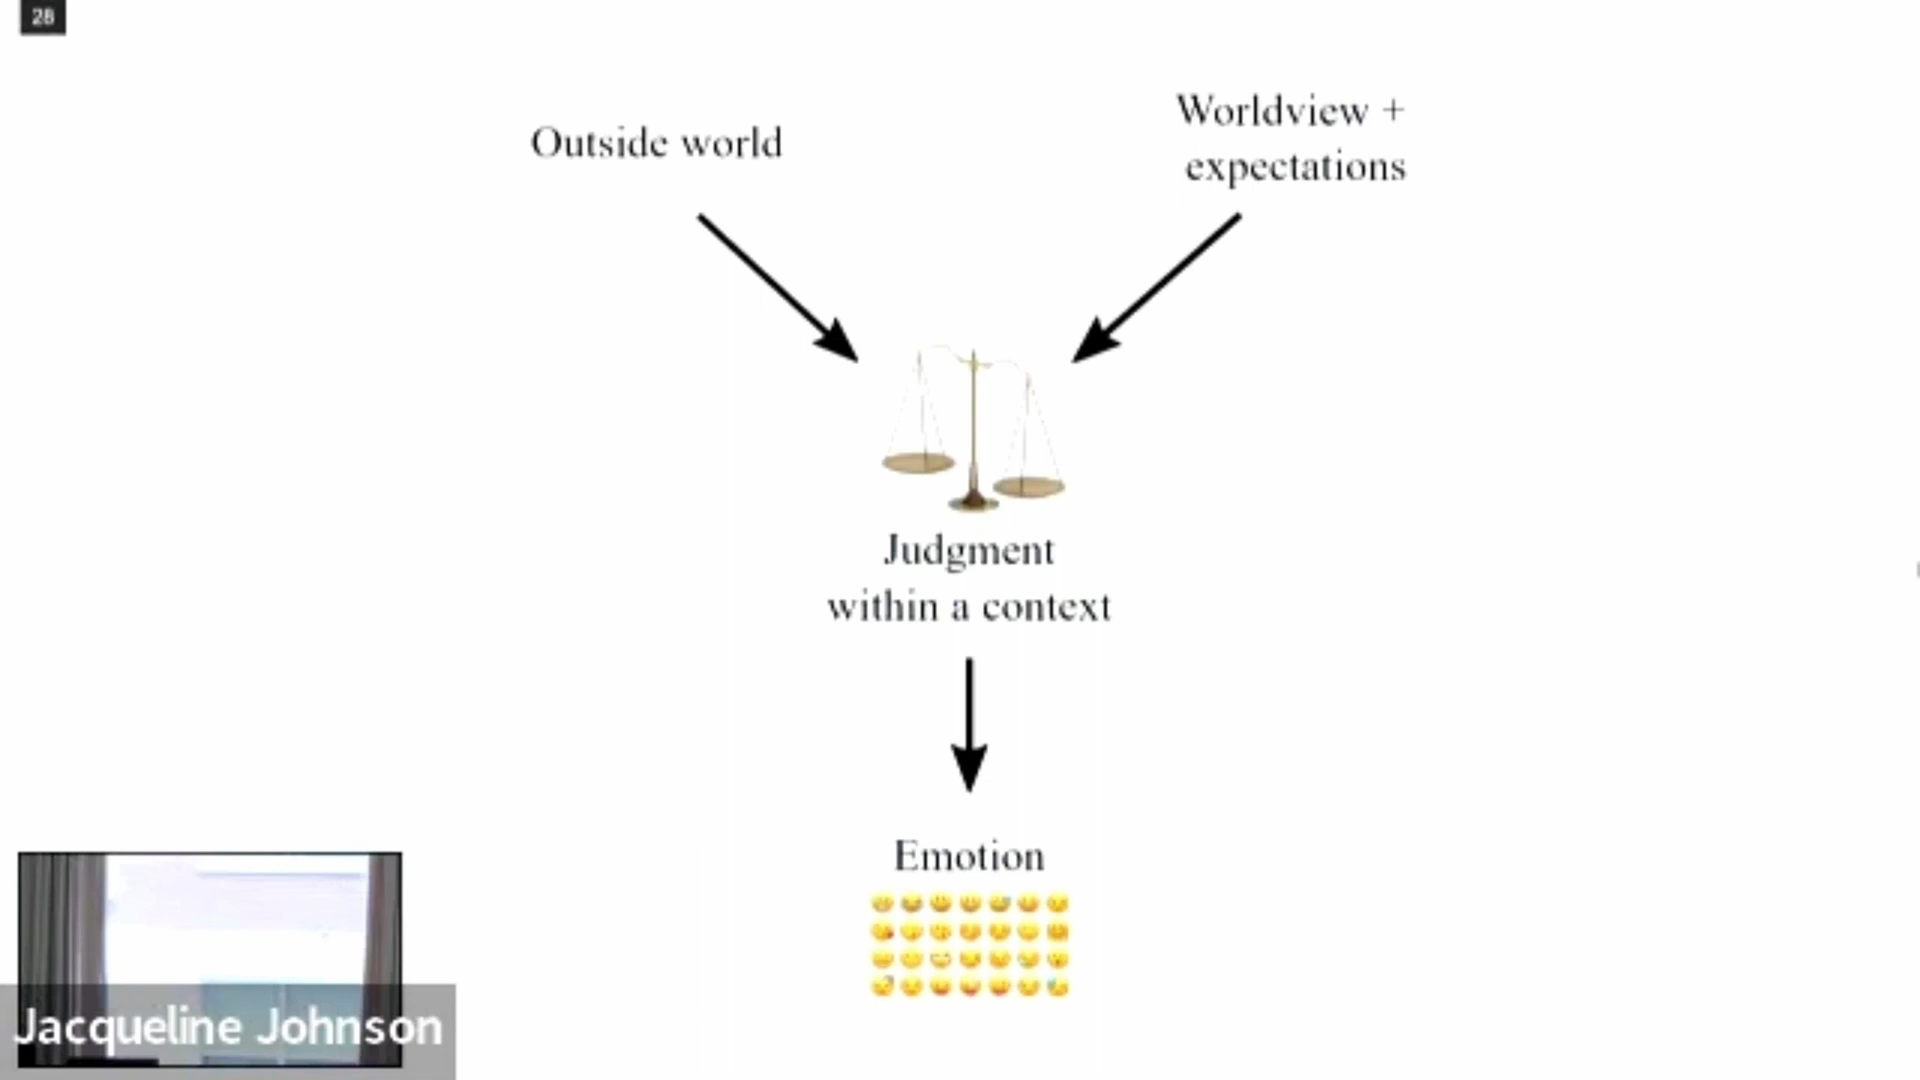 28
Outside world
Worldview +
expectations
Judgment
within a context
Emotion
Jacqueline Johnson